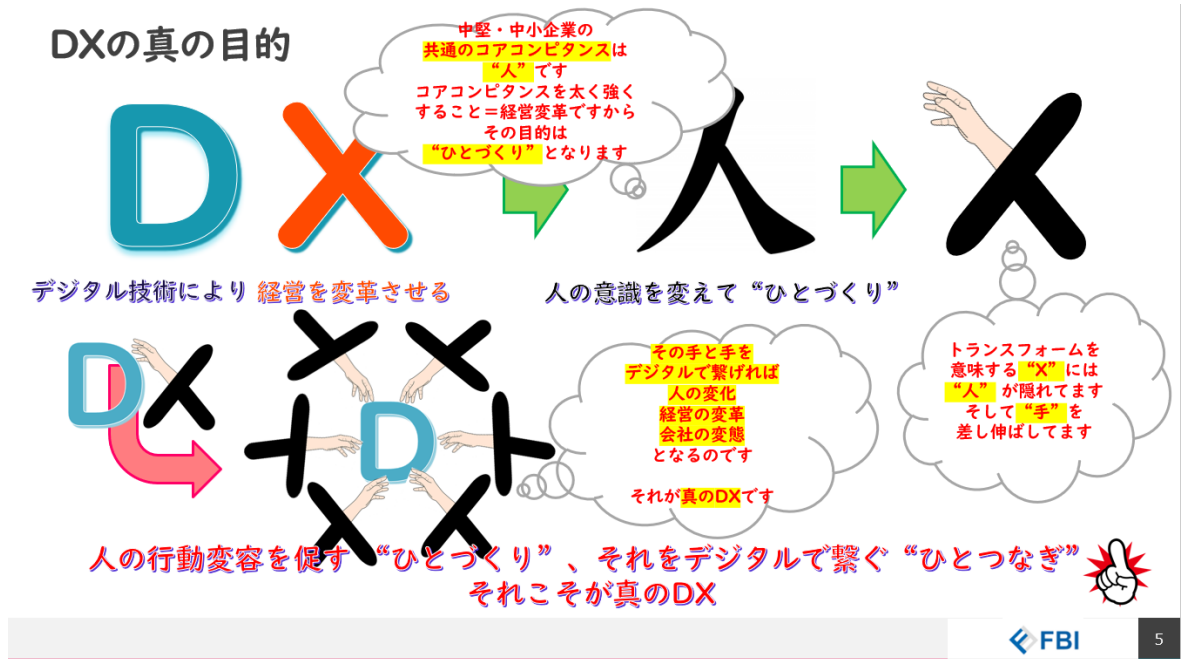 DXの真の目的
中堅・中小企業の
共通のコアコンピタンスは
“人”です
コアコンピタンスを太く強く
すること＝経営変革ですから
その目的は
“ひとづくり”となります
DX
人
デジタル技術により 経営を変革させる
人の意識を変えて“ひとづくり”
トランスフォームを
意味する“X”には
“人”が隠れてます
そして“手”を
差し伸ばしてます
D
D
その手と手を
デジタルで繋げれば
人の変化
経営の変革
会社の変態
となるのです
それが真のDXです
人の行動変容を促す“ひとづくり”、それをデジタルで繋ぐ“ひとつなぎ”
それこそが真のDX
FBI
5